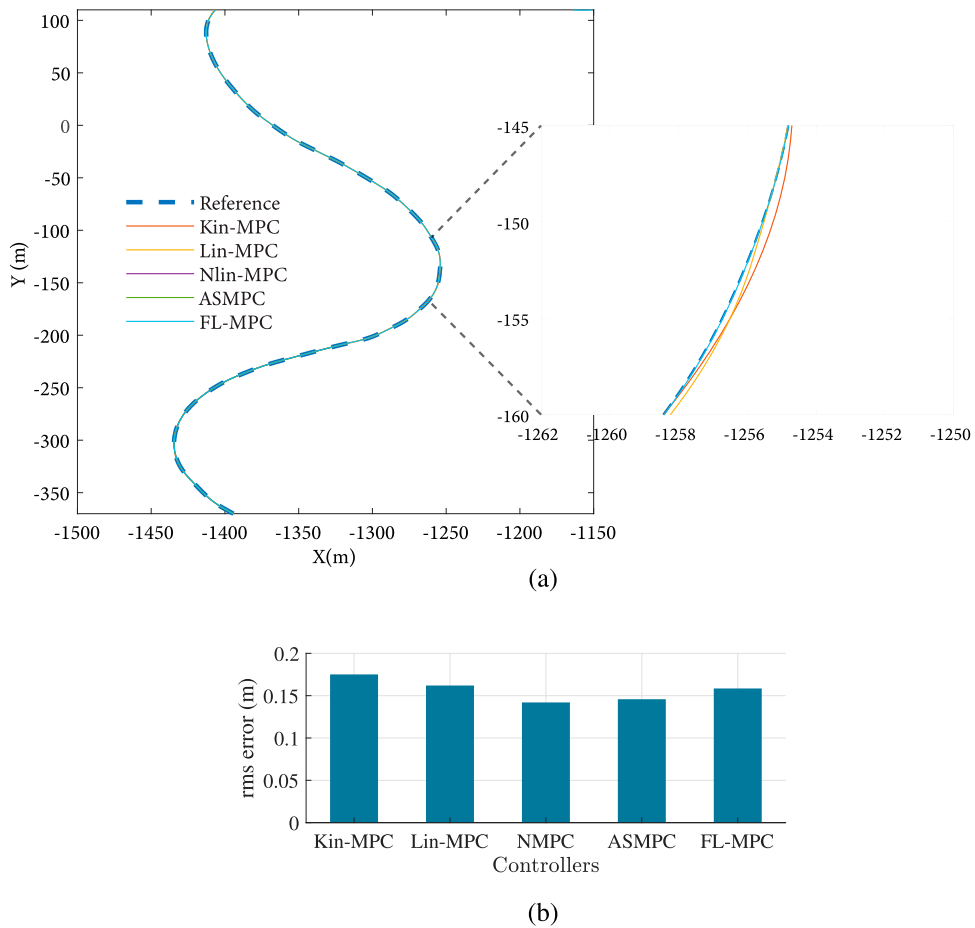 100
50
0
-50
-100
-150
-200
-250
-300
-350
Y (m)
Reference
Kin-MPC
Lin-MPC
Nlin-MPC
ASMPC
FL-MPC
-1500 -1450 -1400 -1350 -1300 -1250 -1200 -1150
X(m)
-145
-150
-155
-160
-1262 -1260 -1258 -1256 -1254 -1252 -1250
(a)
0.2
0.15
0.1
0.05
0
rms error (m)
Kin-MPC Lin-MPC NMPC ASMPC FL-MPC
Controllers
(b)